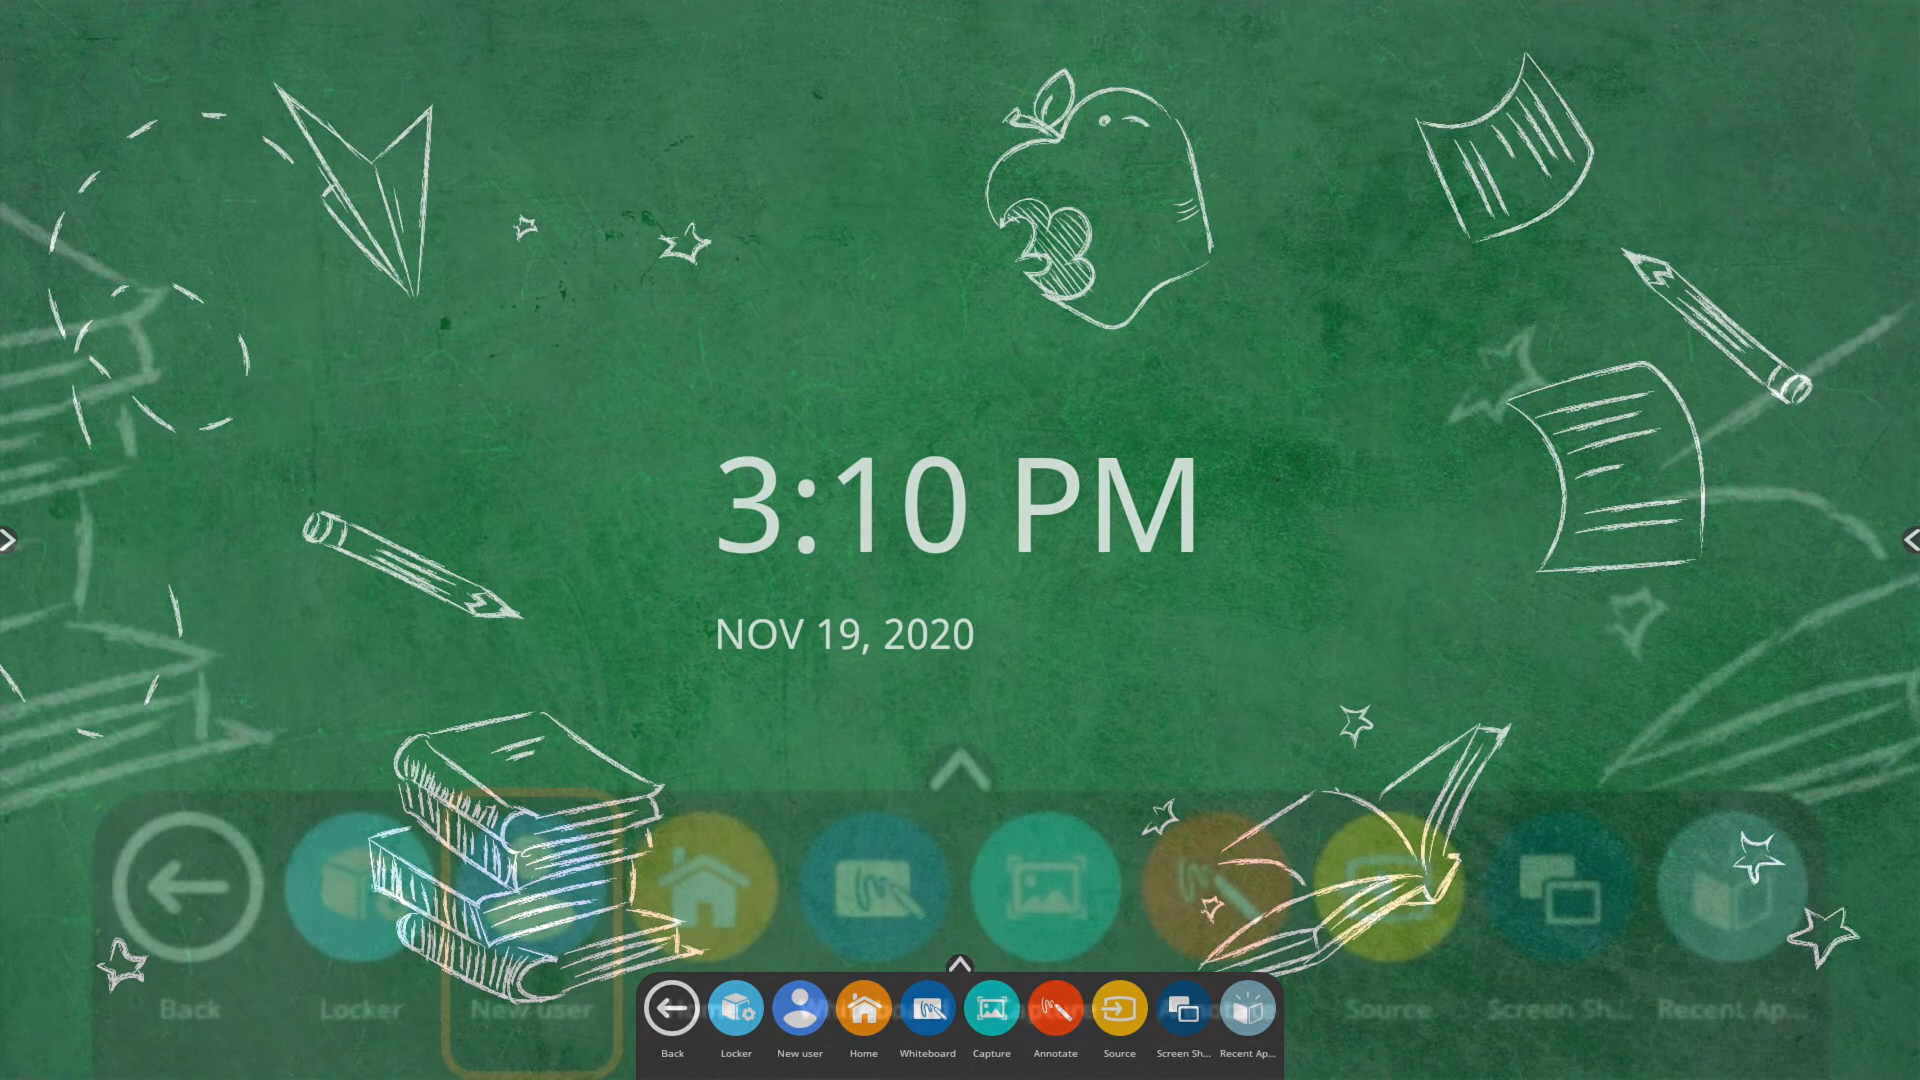 3:10 PM
NOV 19, 2020
Back
Locker
New user
Source
Screen Sh...
Recent Ap...
Back
Locker
New user
Home
Whiteboard
Capture
Annotate
Source
Screen Sh...
Recent Ap...